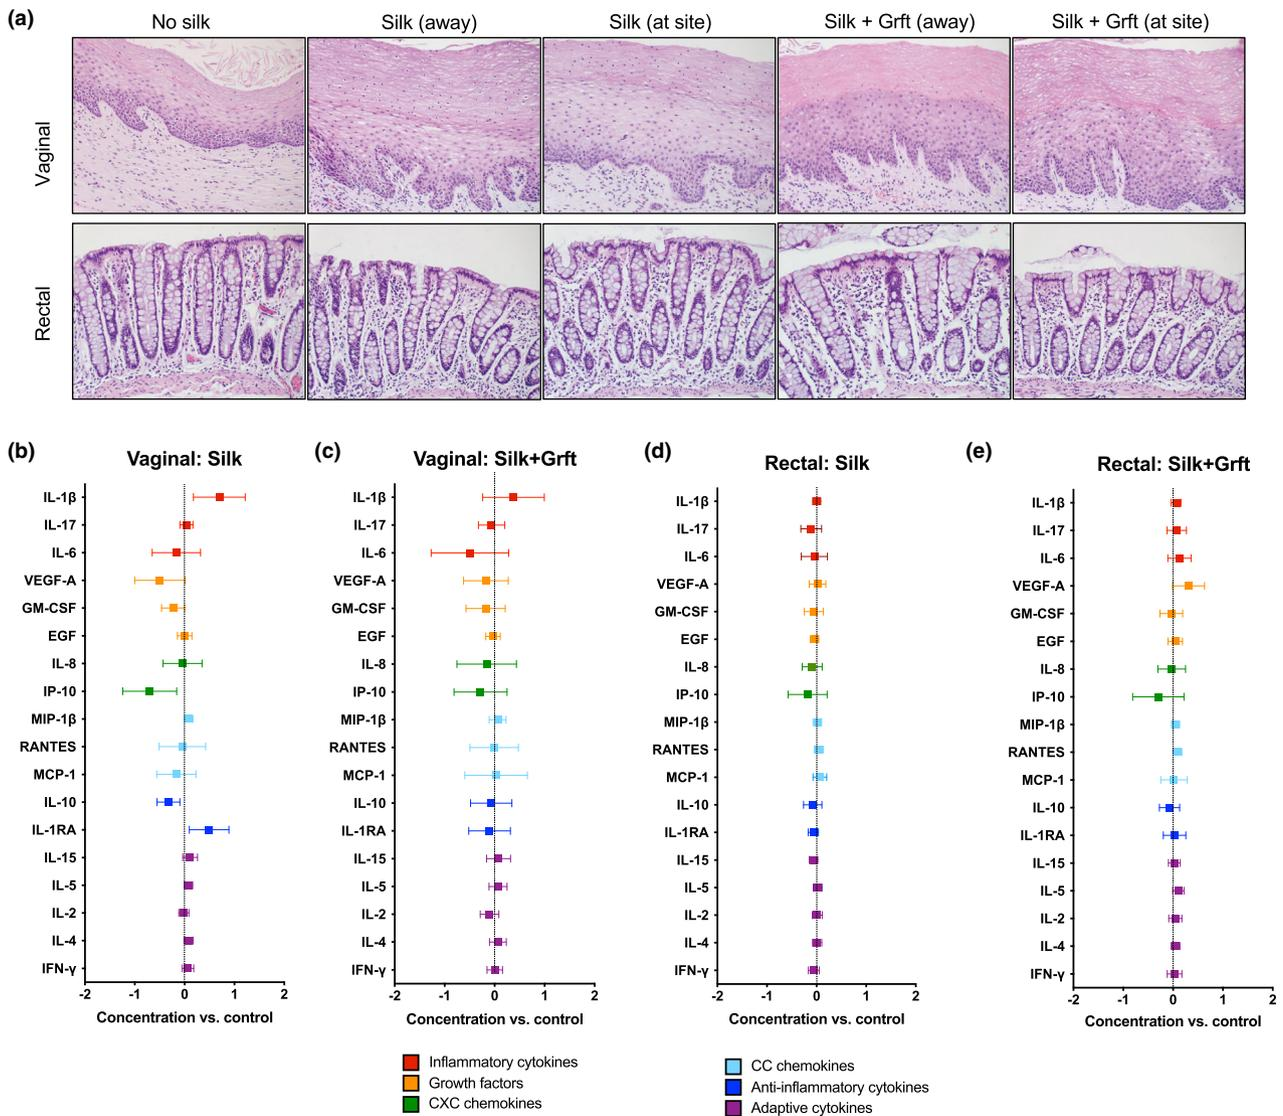 (a)
No silk
Silk (away)
Silk (at site)
Silk + Grft (away)
Silk + Grft (at site)
Vaginal
Rectal
(b)
Vaginal: Silk
IL-1β
IL-17
IL-6
VEGF-A
GM-CSF
EGF
IL-8
IP-10
MIP-1β
RANTES
MCP-1
IL-10
IL-1RA
IL-15
IL-5
IL-2
IL-4
IFN-γ
-2 -1 0 1 2
Concentration vs. control
(c)
Vaginal: Silk+Grft
IL-1β
IL-17
IL-6
VEGF-A
GM-CSF
EGF
IL-8
IP-10
MIP-1β
RANTES
MCP-1
IL-10
IL-1RA
IL-15
IL-5
IL-2
IL-4
IFN-γ
-2 -1 0 1 2
Concentration vs. control
(d)
Rectal: Silk
IL-1β
IL-17
IL-6
VEGF-A
GM-CSF
EGF
IL-8
IP-10
MIP-1β
RANTES
MCP-1
IL-10
IL-1RA
IL-15
IL-5
IL-2
IL-4
IFN-γ
-2 -1 0 1 2
Concentration vs. control
(e)
Rectal: Silk+Grft
IL-1β
IL-17
IL-6
VEGF-A
GM-CSF
EGF
IL-8
IP-10
MIP-1β
RANTES
MCP-1
IL-10
IL-1RA
IL-15
IL-5
IL-2
IL-4
IFN-γ
-2 -1 0 1 2
Concentration vs. control
Inflammatory cytokines
Growth factors
CXC chemokines
CC chemokines
Anti-inflammatory cytokines
Adaptive cytokines